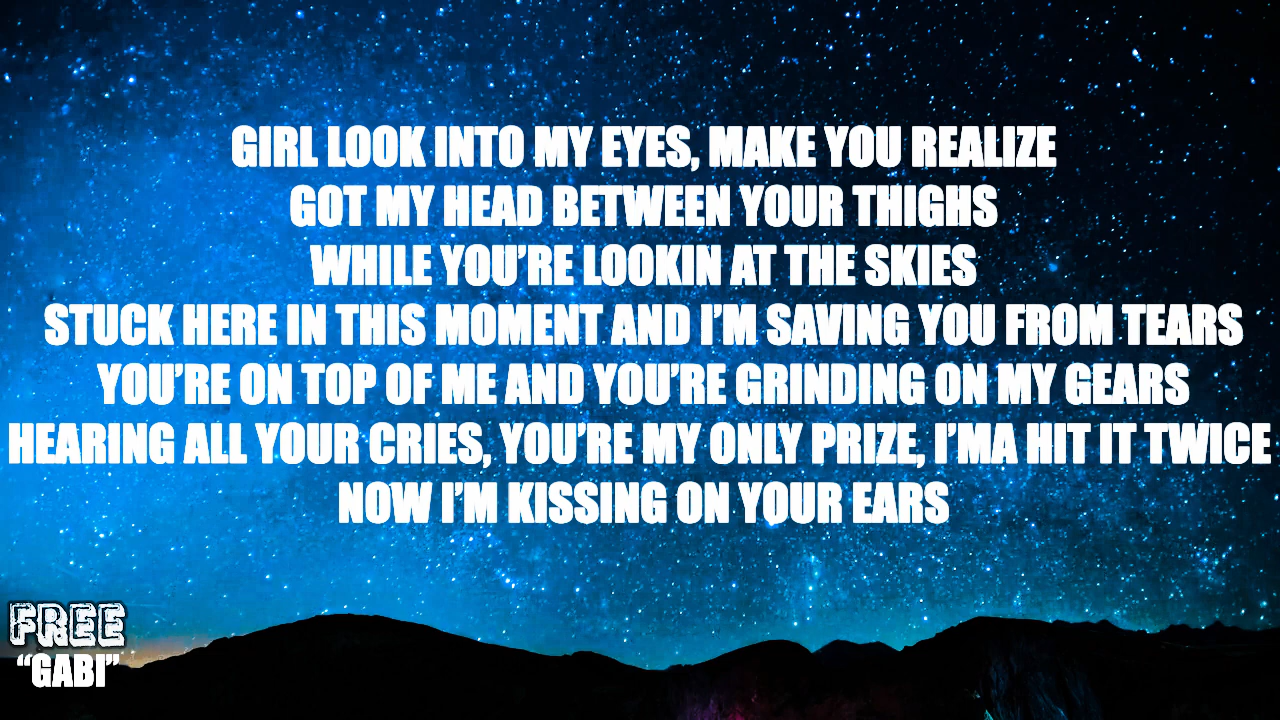 GIRL LOOK INTO MY EYES, MAKE YOU REALIZE
GOT MY HEAD BETWEEN YOUR THIGHS
WHILE YOU'RE LOOKIN AT THE SKIES
STUCK HERE IN THIS MOMENT AND I'M SAVING YOU FROM TEARS
YOU'RE ON TOP OF ME AND YOU'RE GRINDING ON MY GEARS
HEARING ALL YOUR CRIES, YOU'RE MY ONLY PRIZE, I'MA HIT IT TWICE
NOW I'M KISSING ON YOUR EARS
FREE
“GABI”